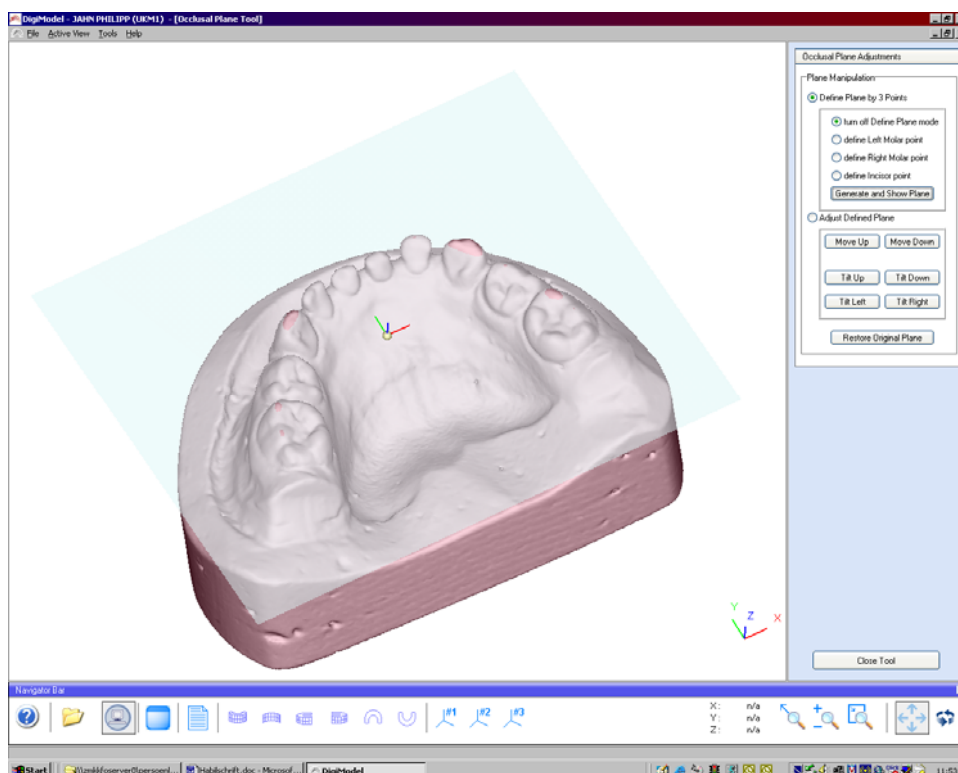 DigiModel - JAHN PHILIPP (UKM1) - [Occlusal Plane Tool]
File Active View Tools Help
Occlusal Plane Adjustments
Plane Manipulation
Define Plane by 3 Points
turn off Define Plane mode
define Left Molar point
define Right Molar point
define Incisor point
Generate and Show Plane
Adjust Defined Plane
Move Up Move Down
Tilt Up Tilt Down
Tilt Left Tilt Right
Restore Original Plane
Y Z X
Close Tool
Navigator Bar
#1 #2 #3
X: n/a
Y: n/a
Z: n/a
Start Habilschrift.doc - Microsof... DigiModel 11:53